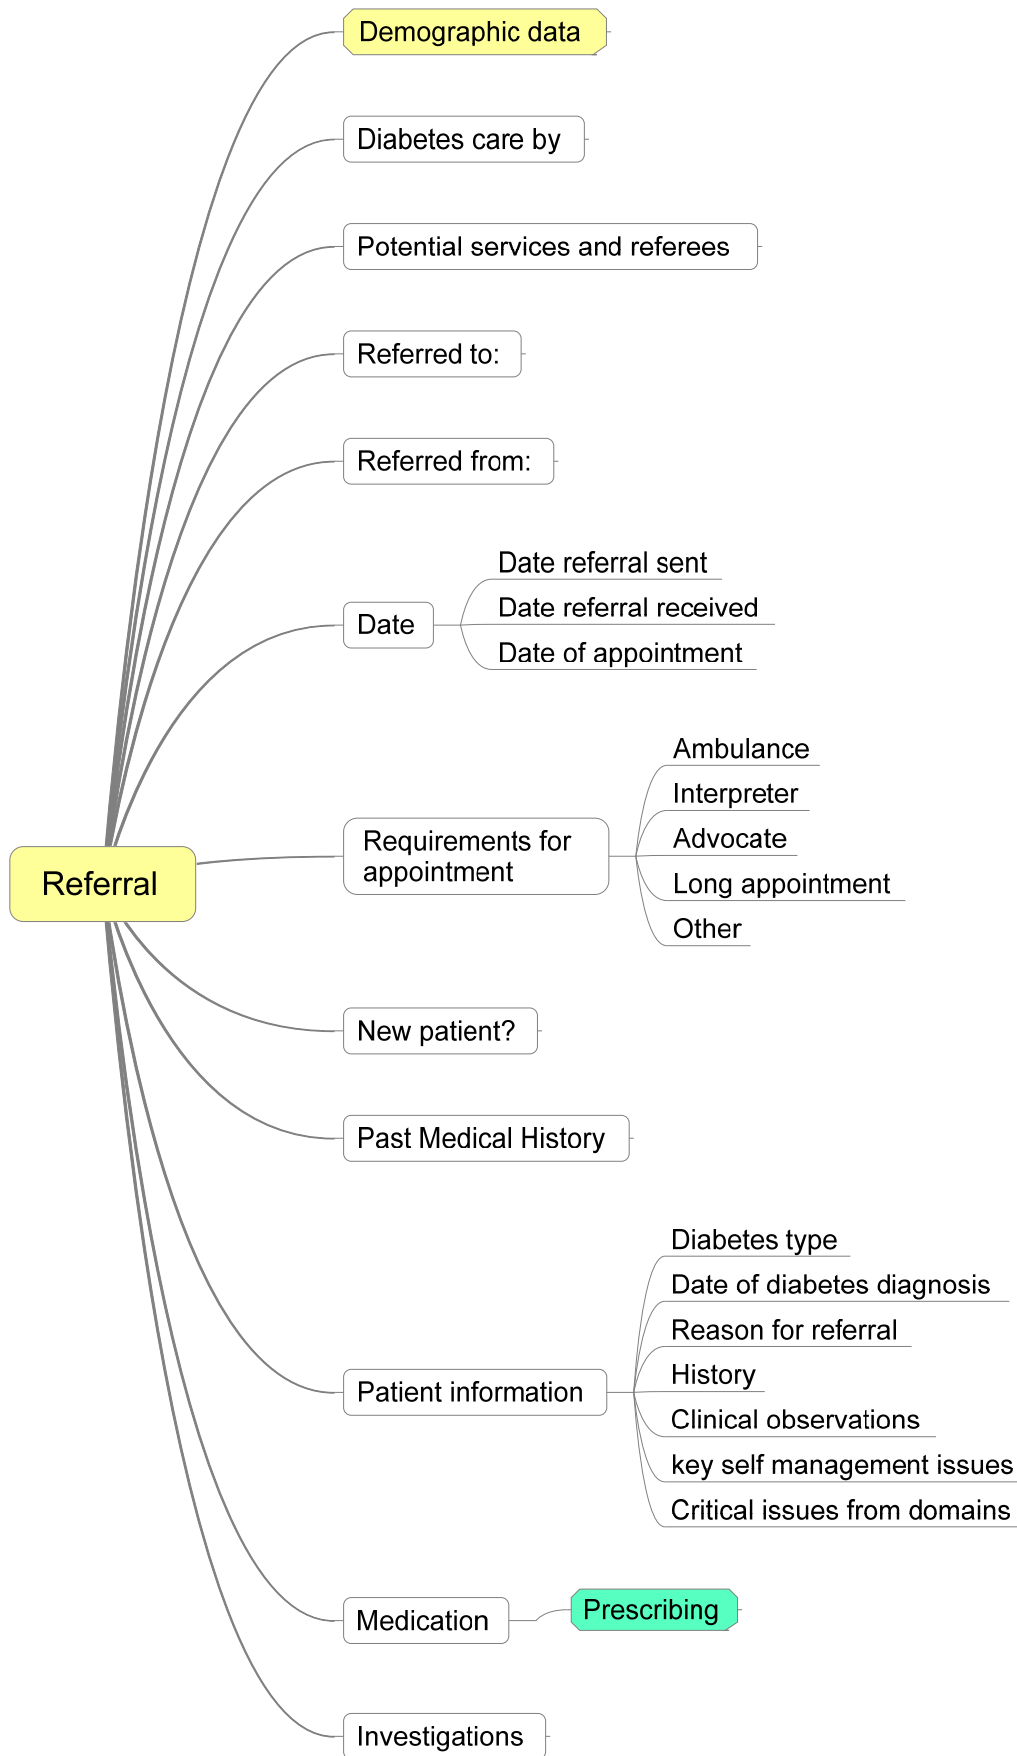 Demographic data
Diabetes care by
Potential services and referees
Referred to:
Referred from:
Date
Date referral sent
Date referral received
Date of appointment
Requirements for
appointment
Ambulance
Interpreter
Advocate
Long appointment
Other
Referral
New patient?
Past Medical History
Patient information
Diabetes type
Date of diabetes diagnosis
Reason for referral
History
Clinical observations
key self management issues
Critical issues from domains
Medication
Prescribing
Investigations